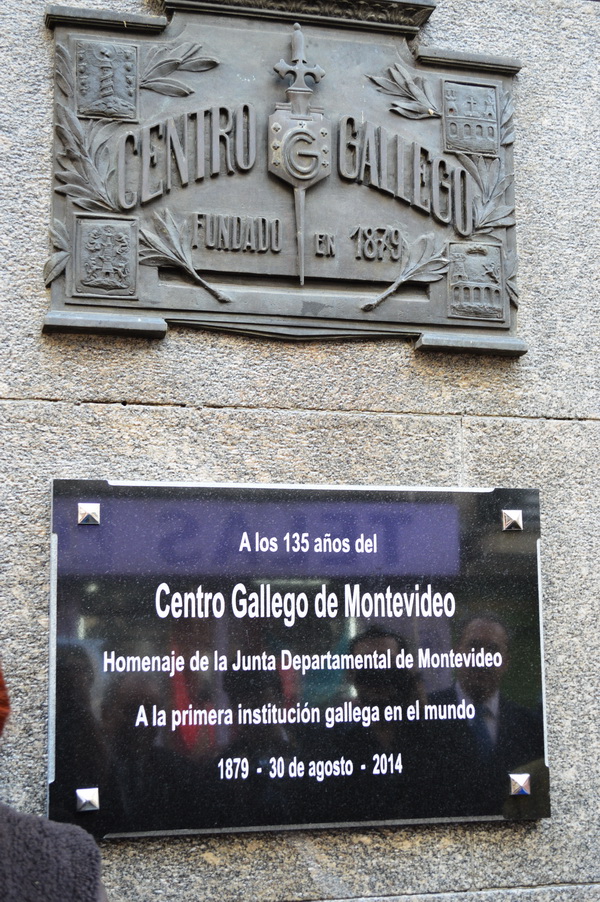 CENTRO G GALLEGO
FUNDADO EN 1879
A los 135 años del
Centro Gallego de Montevideo
Homenaje de la Junta Departamental de Montevideo
A la primera institución gallega en el mundo
1879 - 30 de agosto - 2014